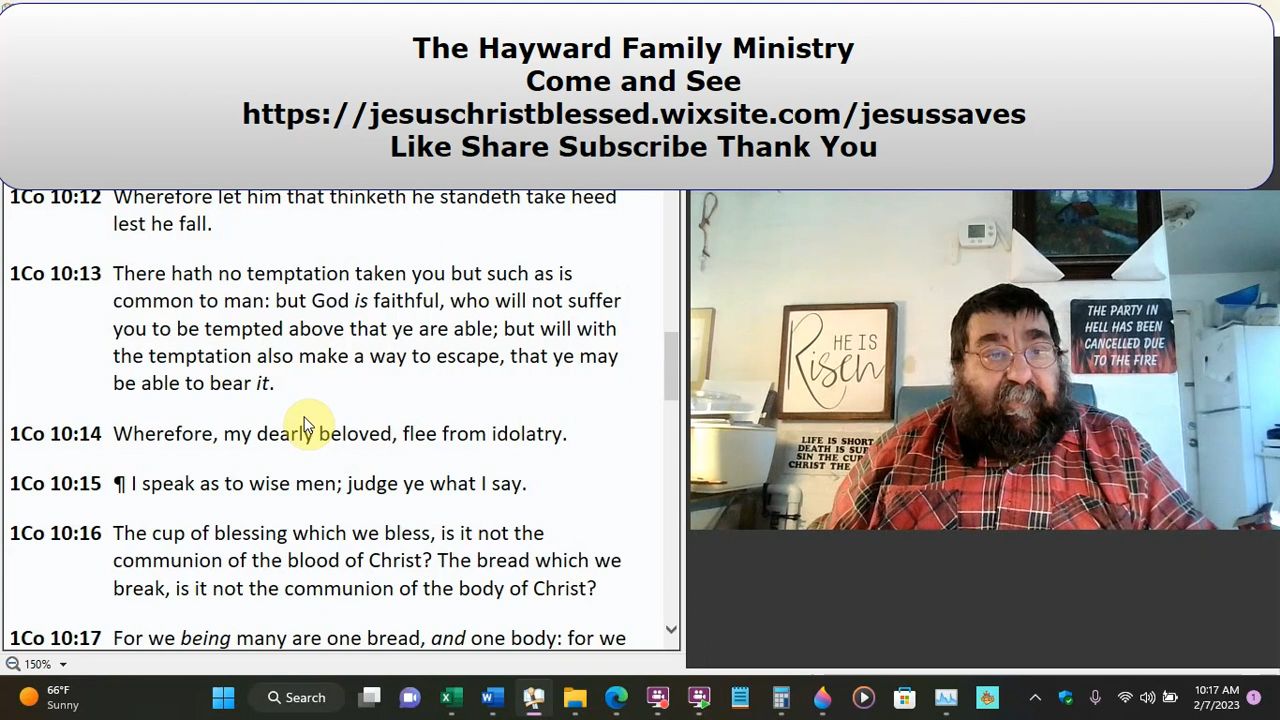 The Hayward Family Ministry
Come and See
https://jesuschristblessed.wixsite.com/jesussaves
Like Share Subscribe Thank You
1Co 10:12 Wherefore let him that thinketh he standeth take heed
lest he fall.
1Co 10:13 There hath no temptation taken you but such as is
common to man: but God is faithful, who will not suffer
you to be tempted above that ye are able; but will with
the temptation also make a way to escape, that ye may
be able to bear it.
1Co 10:14 Wherefore, my dearly beloved, flee from idolatry.
1Co 10:15 ¶ I speak as to wise men; judge ye what I say.
1Co 10:16 The cup of blessing which we bless, is it not the
communion of the blood of Christ? The bread which we
break, is it not the communion of the body of Christ?
1Co 10:17 For we being many are one bread, and one body: for we
150%
HE IS
Risen
THE PARTY IN
HELL HAS BEEN
CANCELLED DUE
TO THE FIRE
LIFE IS SHORT
DEATH IS
SIN THE
CHRIST THE
66°F
Sunny
Search
10:17 AM
2/7/2023
1